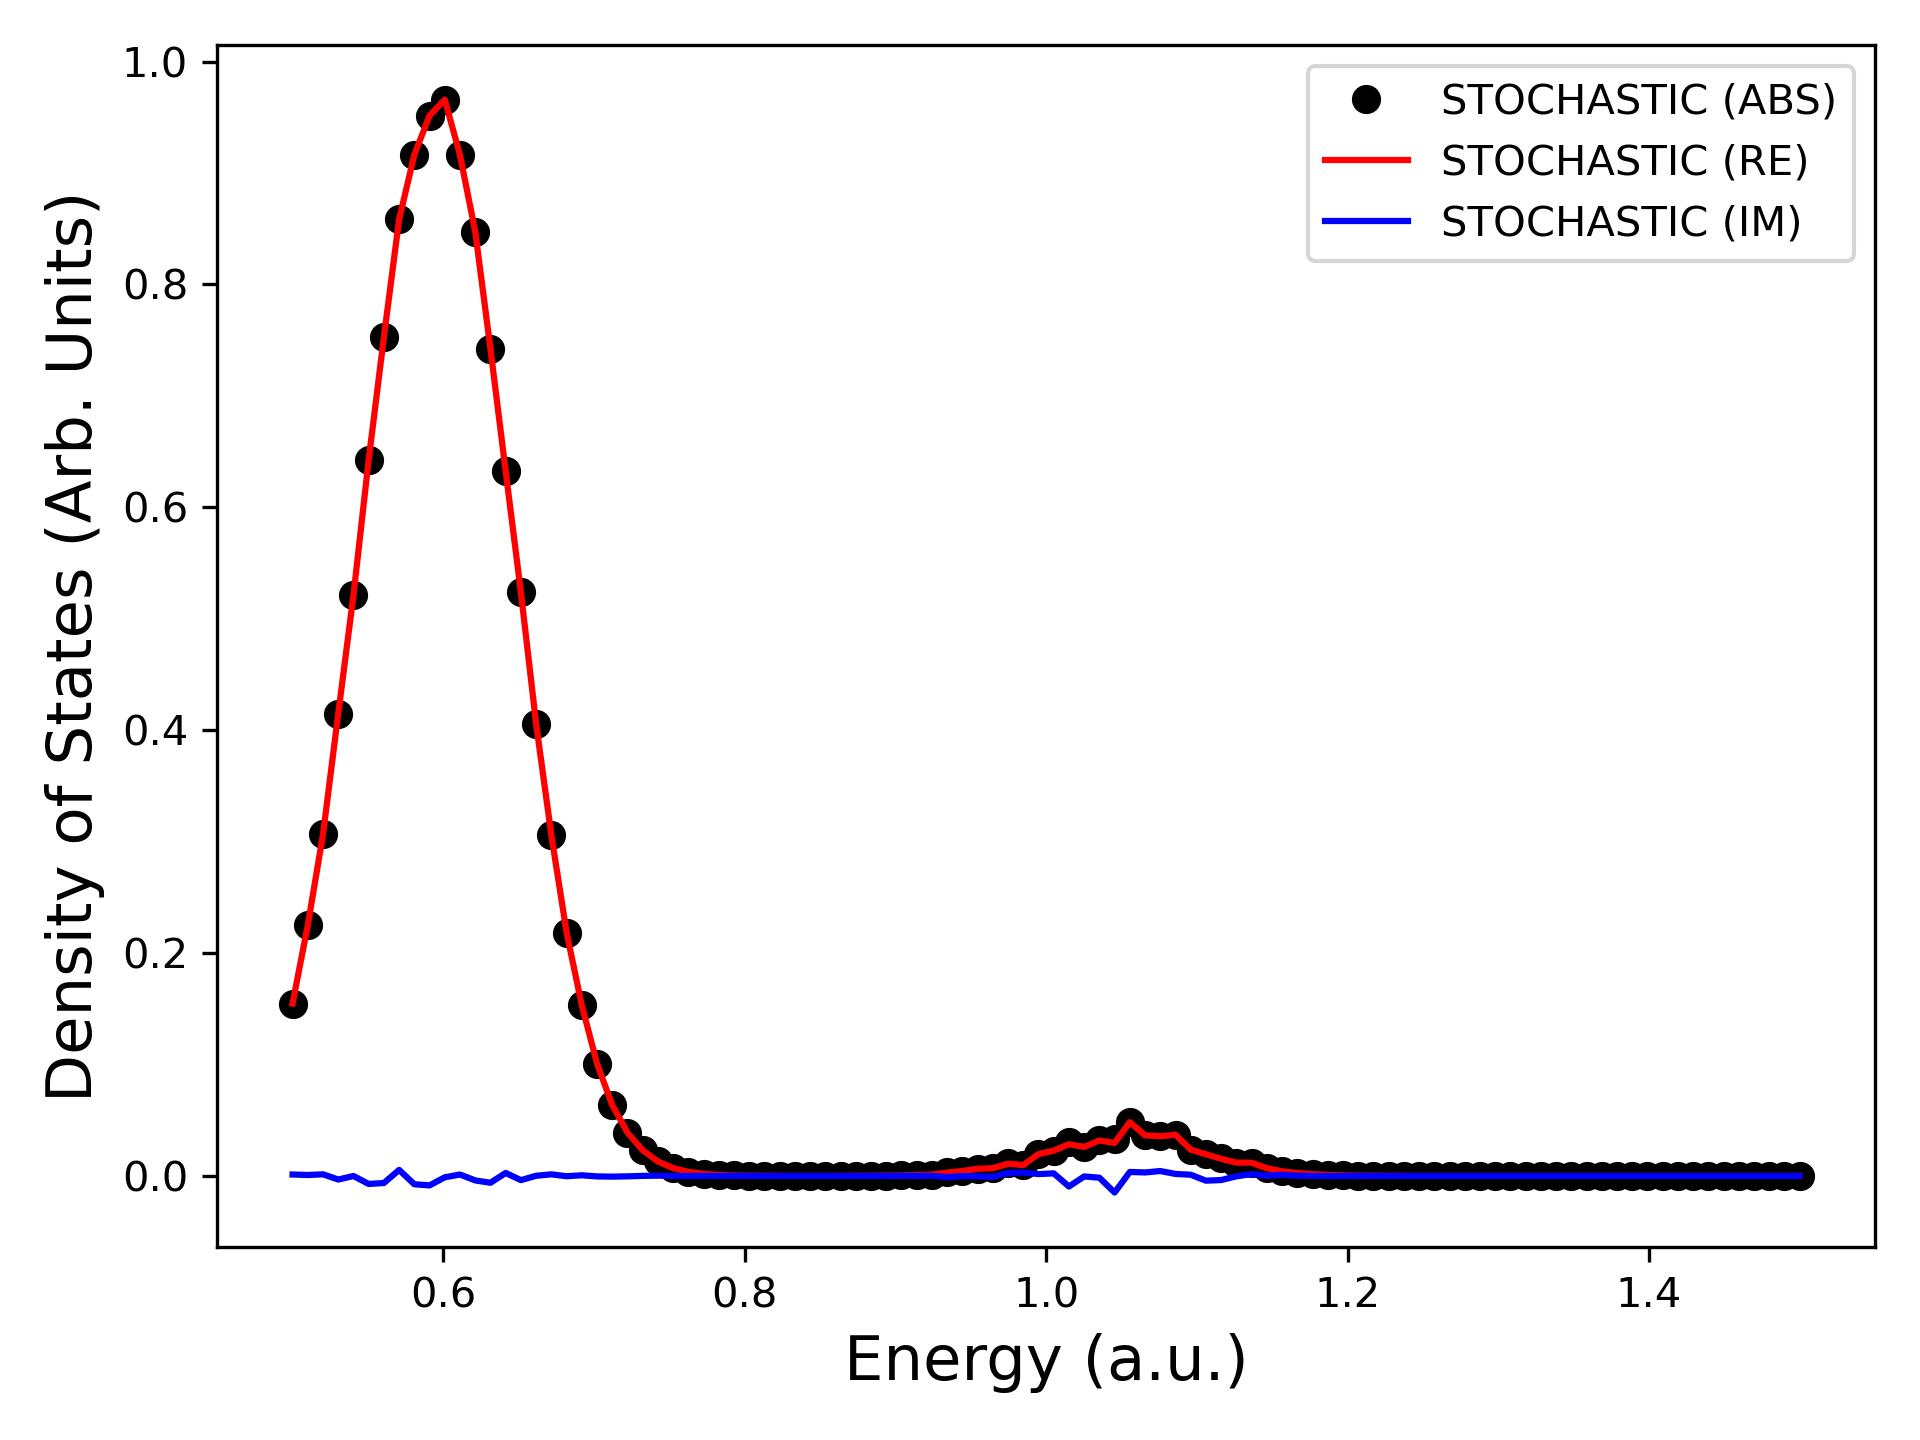 1.0
0.8
0.6
0.4
0.2
0.0
Density of States (Arb. Units)
STOCHASTIC (ABS)
STOCHASTIC (RE)
STOCHASTIC (IM)
0.6 0.8 1.0 1.2 1.4
Energy (a.u.)